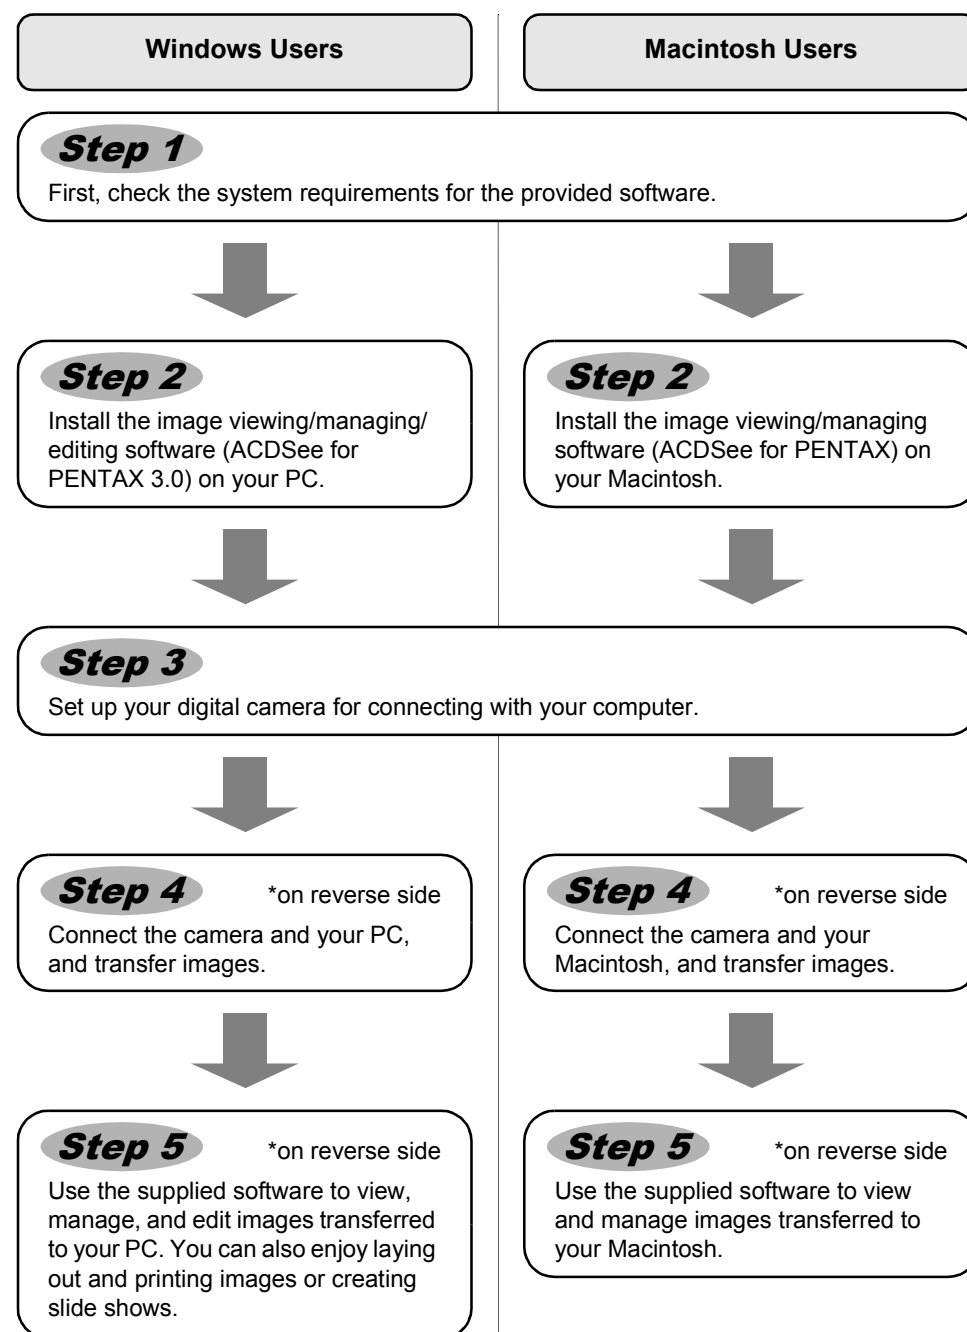 Windows Users
Macintosh Users
Step 1
First, check the system requirements for the provided software.
Step 2
Install the image viewing/managing/
editing software (ACDSee for
PENTAX 3.0) on your PC.
Step 2
Install the image viewing/managing
software (ACDSee for PENTAX) on
your Macintosh.
Step 3
Set up your digital camera for connecting with your computer.
Step 4
*on reverse side
Connect the camera and your PC,
and transfer images.
Step 4
*on reverse side
Connect the camera and your
Macintosh, and transfer images.
Step 5
*on reverse side
Use the supplied software to view,
manage, and edit images transferred
to your PC. You can also enjoy laying
out and printing images or creating
slide shows.
Step 5
*on reverse side
Use the supplied software to view
and manage images transferred to
your Macintosh.